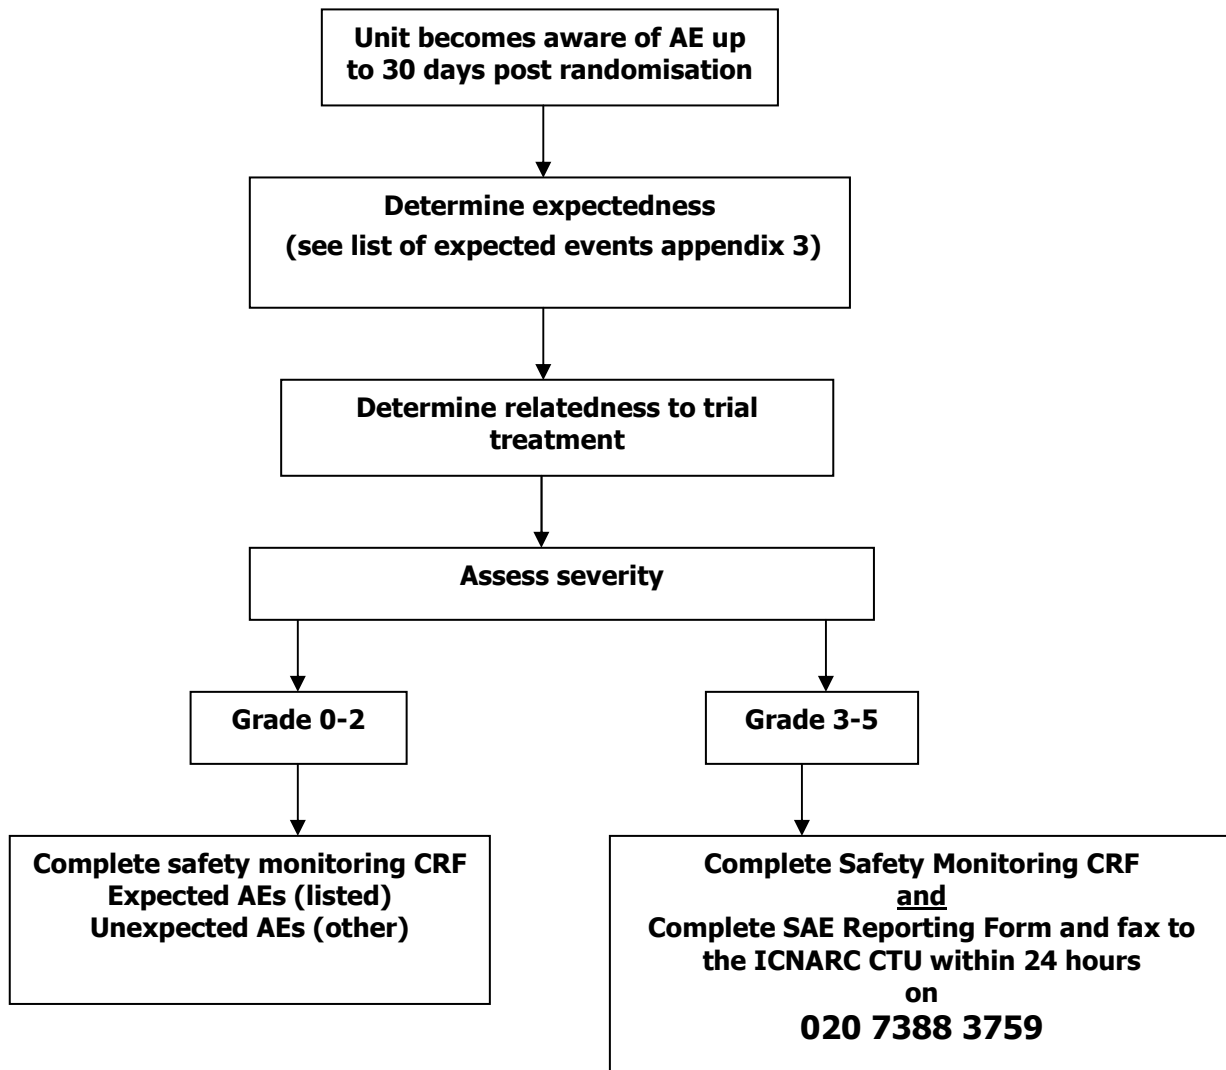 Unit becomes aware of AE up
to 30 days post randomisation
Determine expectedness
(see list of expected events appendix 3)
Determine relatedness to trial
treatment
Assess severity
Grade 0-2
Grade 3-5
Complete safety monitoring CRF
Expected AEs (listed)
Unexpected AEs (other)
Complete Safety Monitoring CRF
and
Complete SAE Reporting Form and fax to
the ICNARC CTU within 24 hours
on
020 7388 3759